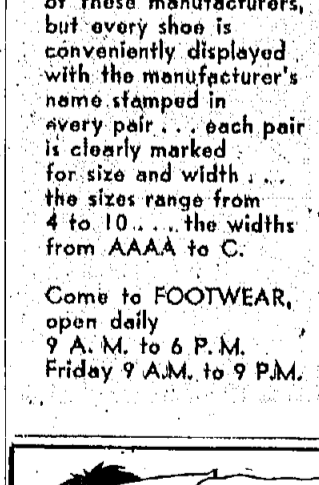 of these manufacturers,
but every shoe is
conveniently displayed
with the manufacturer's
name stamped in
every pair . . . each pair
is clearly marked
for size and width . . .
the sizes range from
4 to 10 . . . the widths
from AAAA to C.
Come to FOOTWEAR,
open daily
9 A. M. to 6 P. M.
Friday 9 A.M. to 9 P.M.